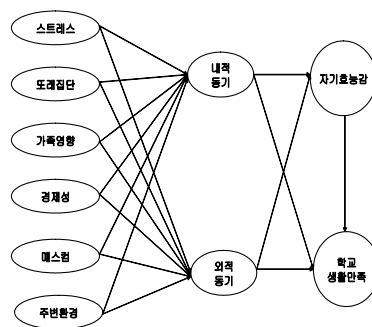 스트레스
또래집단
가족영향
경제성
매스컴
주변환경
내적
동기
외적
동기
자기효능감
학교
생활만족